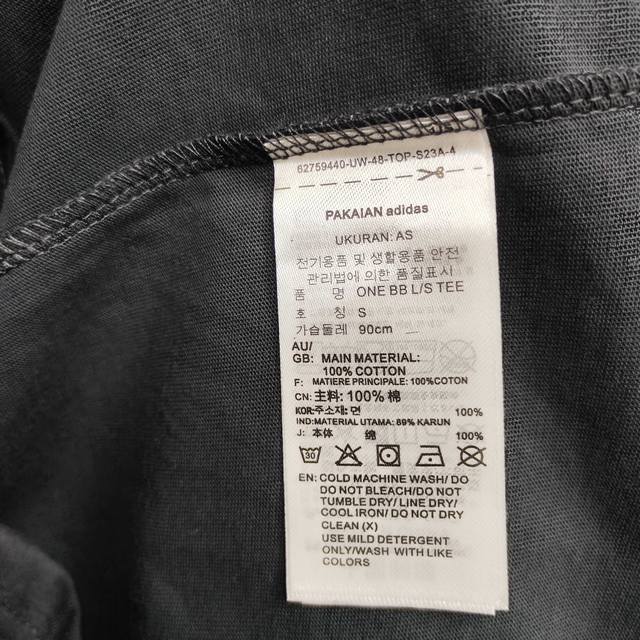 62759440-UW-48-TOP-S23A-4
PAKAIAN adidas
UKURAN: AS
전기용품 및 생활용품 안전
관리법에 의한 품질표시
품 명 ONE BB L/S TEE
호 칭 S
가슴둘레 90cm
AU/
GB: MAIN MATERIAL:
100% COTTON
F: MATIERE PRINCIPALE: 100%COTON
CN: 主料: 100% 棉
KOR:주소재: 면 100%
IND:MATERIAL UTAMA: 89% KARUN
J: 本体 绵 100%
30
EN: COLD MACHINE WASH/ DO
DO NOT BLEACH/DO NOT
TUMBLE DRY/ LINE DRY/
COOL IRON/ DO NOT DRY
CLEAN (X)
USE MILD DETERGENT
ONLY/WASH WITH LIKE
COLORS